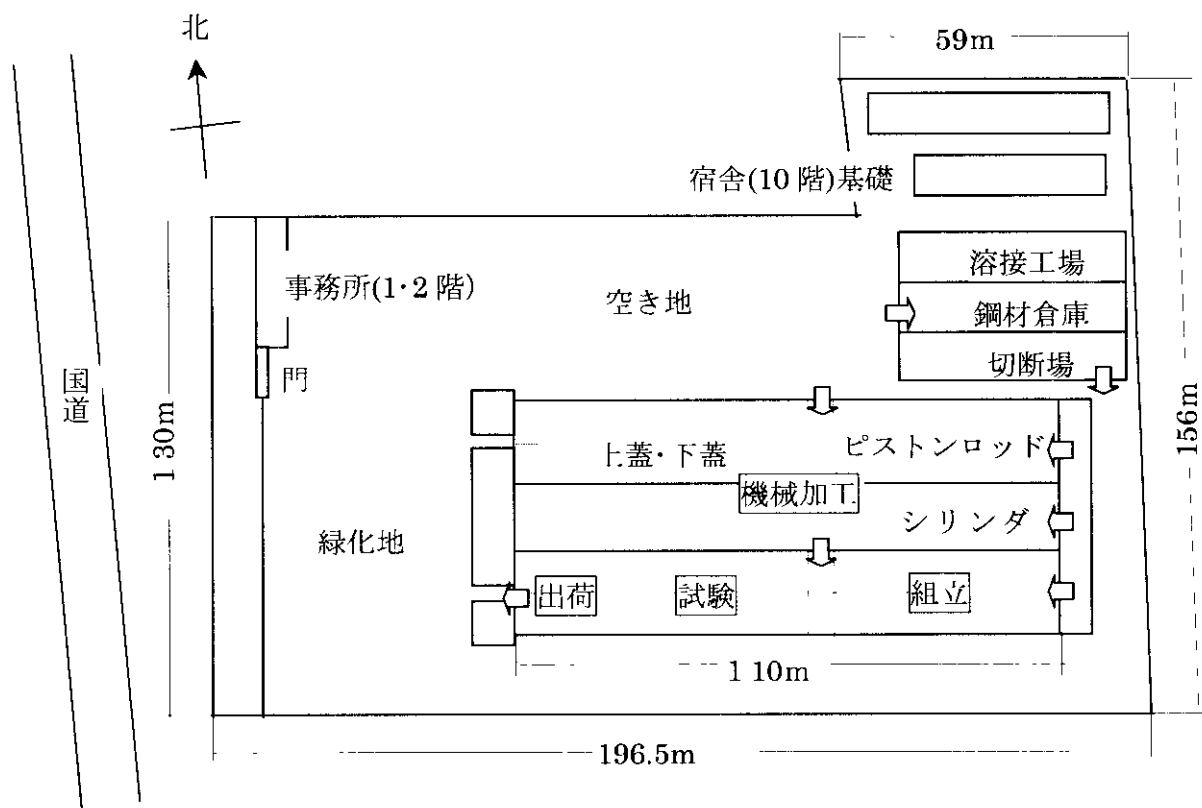 北
59m
宿舎(10階)基礎
溶接工場
事務所(1・2階)
空き地
鋼材倉庫
切断場
門
国道
130m
156m
上蓋・下蓋
ピストンロッド
機械加工
シリンダ
緑化地
出荷
試験
組立
110m
196.5m